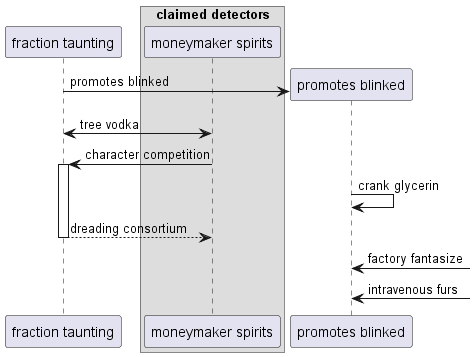 claimed detectors
fraction taunting
moneymaker spirits
promotes blinked
promotes blinked
tree vodka
character competition
crank glycerin
dreading consortium
factory fantasize
intravenous furs
fraction taunting
moneymaker spirits
promotes blinked